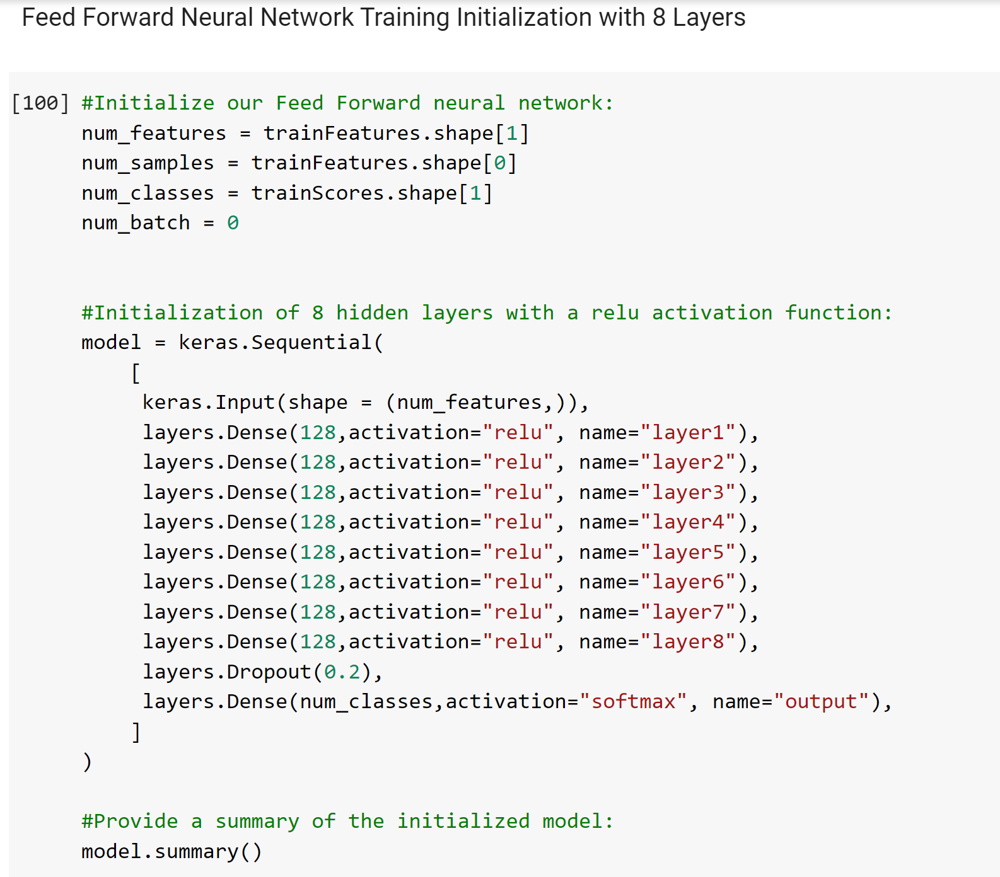 Feed Forward Neural Network Training Initialization with 8 Layers
[100] #Initialize our Feed Forward neural network:
num_features = trainFeatures.shape[1]
num_samples = trainFeatures.shape[0]
num_classes = trainScores.shape[1]
num_batch = 0
#Initialization of 8 hidden layers with a relu activation function:
model = keras.Sequential(
[
keras.Input(shape = (num_features,)),
layers.Dense(128,activation="relu", name="layer1"),
layers.Dense(128,activation="relu", name="layer2"),
layers.Dense(128,activation="relu", name="layer3"),
layers.Dense(128,activation="relu", name="layer4"),
layers.Dense(128,activation="relu", name="layer5"),
layers.Dense(128,activation="relu", name="layer6"),
layers.Dense(128,activation="relu", name="layer7"),
layers.Dense(128,activation="relu", name="layer8"),
layers.Dropout(0.2),
layers.Dense(num_classes,activation="softmax", name="output"),
]
)
#Provide a summary of the initialized model:
model.summary()